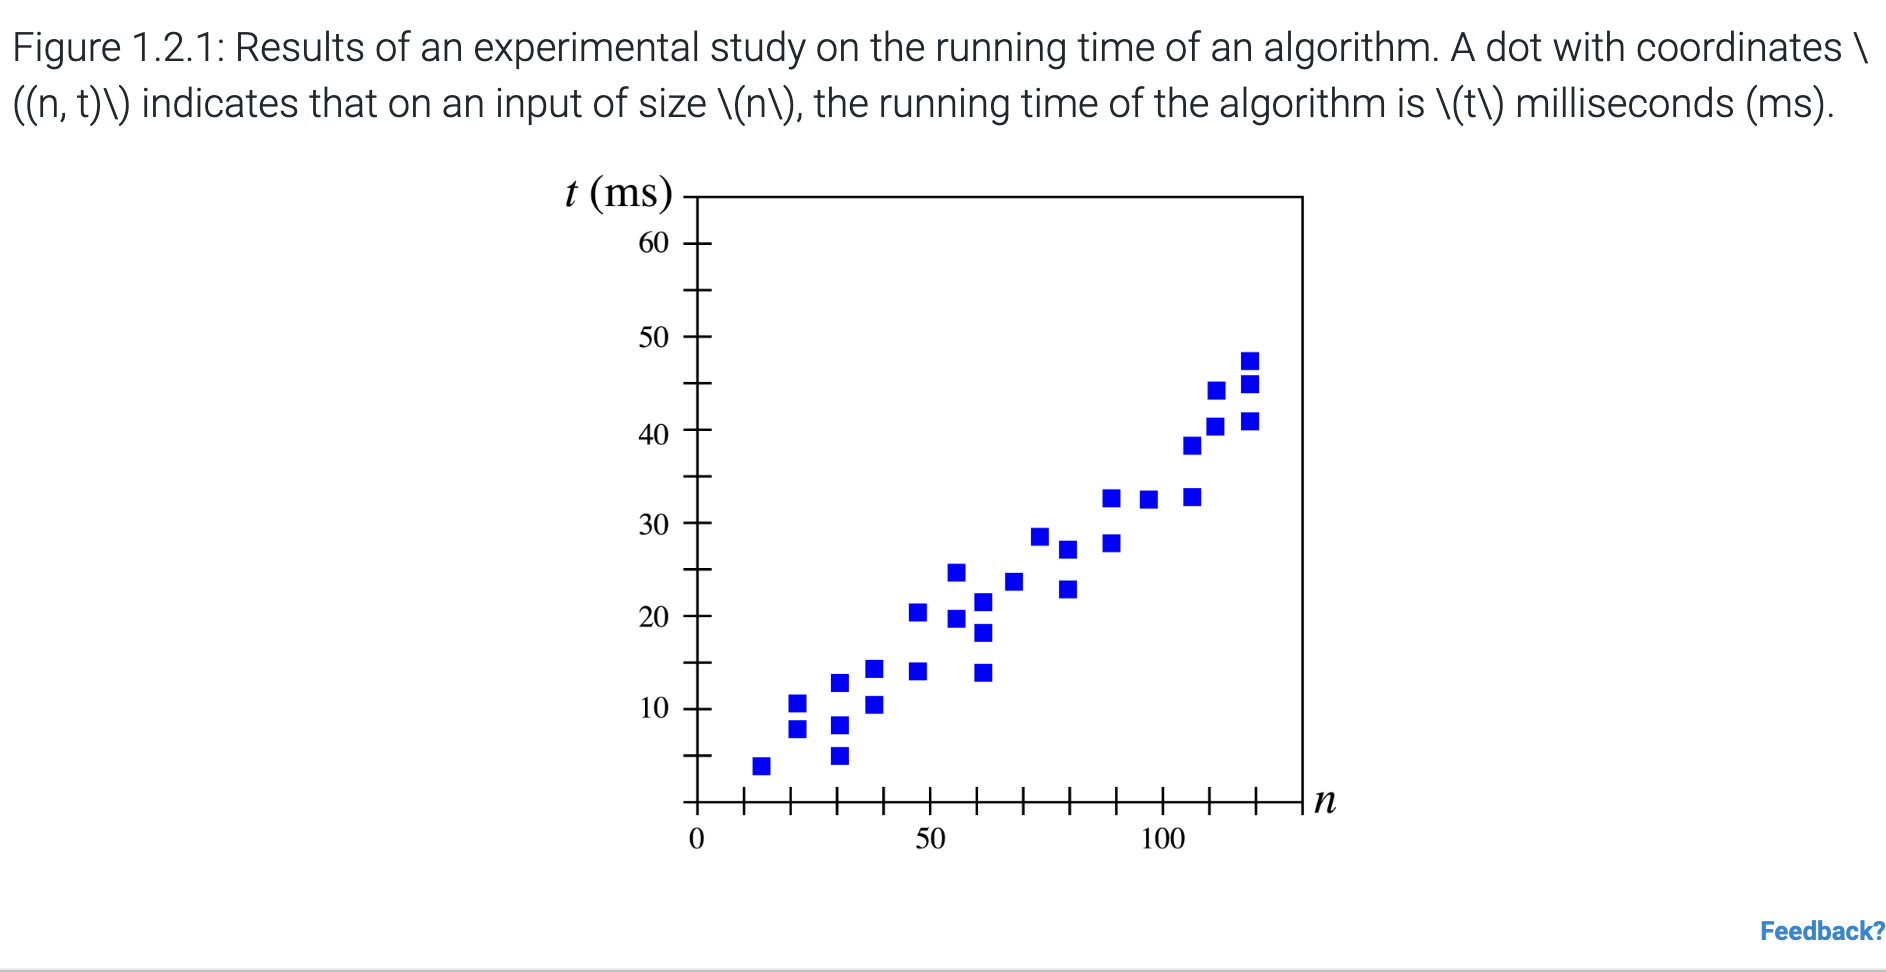 Figure 1.2.1: Results of an experimental study on the running time of an algorithm. A dot with coordinates \
((n, t)\) indicates that on an input of size \(n\), the running time of the algorithm is \(t\) milliseconds (ms).
t (ms)
60
50
40
30
20
10
n
0 50 100
Feedback?